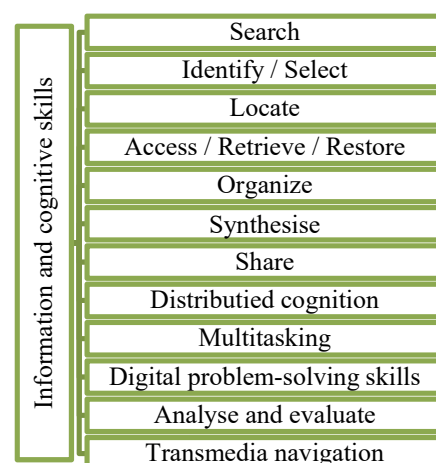 Information and cognitive skills
Search
Identify / Select
Locate
Access / Retrieve / Restore
Organize
Synthesise
Share
Distributied cognition
Multitasking
Digital problem-solving skills
Analyse and evaluate
Transmedia navigation